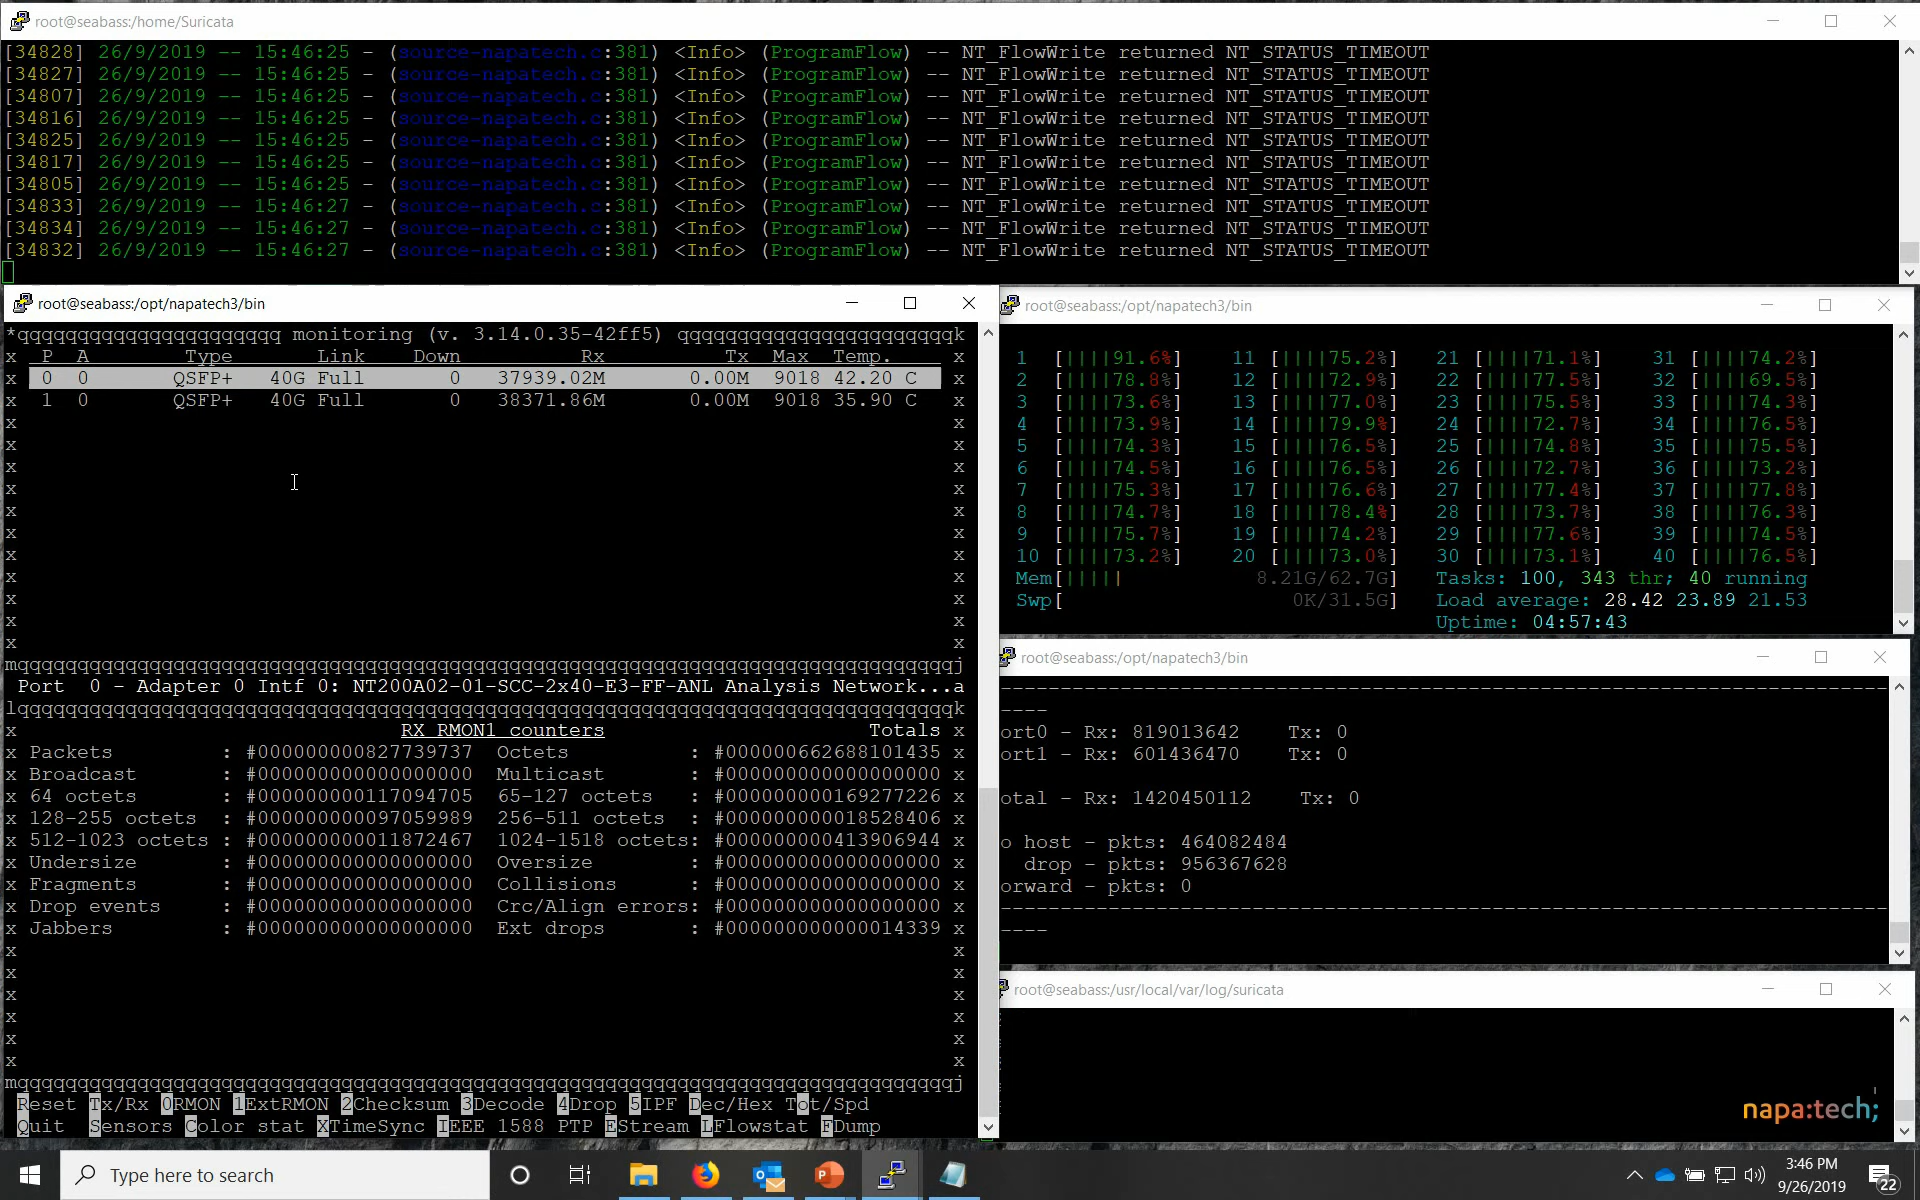 root@seabass:/home/Suricata
[34828] 26/9/2019 -- 15:46:25 - (source-napatech.c:381) <Info> (ProgramFlow) -- NT_FlowWrite returned NT_STATUS_TIMEOUT
[34827] 26/9/2019 -- 15:46:25 - (source-napatech.c:381) <Info> (ProgramFlow) -- NT_FlowWrite returned NT_STATUS_TIMEOUT
[34807] 26/9/2019 -- 15:46:25 - (source-napatech.c:381) <Info> (ProgramFlow) -- NT_FlowWrite returned NT_STATUS_TIMEOUT
[34816] 26/9/2019 -- 15:46:25 - (source-napatech.c:381) <Info> (ProgramFlow) -- NT_FlowWrite returned NT_STATUS_TIMEOUT
[34825] 26/9/2019 -- 15:46:25 - (source-napatech.c:381) <Info> (ProgramFlow) -- NT_FlowWrite returned NT_STATUS_TIMEOUT
[34817] 26/9/2019 -- 15:46:25 - (source-napatech.c:381) <Info> (ProgramFlow) -- NT_FlowWrite returned NT_STATUS_TIMEOUT
[34805] 26/9/2019 -- 15:46:25 - (source-napatech.c:381) <Info> (ProgramFlow) -- NT_FlowWrite returned NT_STATUS_TIMEOUT
[34833] 26/9/2019 -- 15:46:27 - (source-napatech.c:381) <Info> (ProgramFlow) -- NT_FlowWrite returned NT_STATUS_TIMEOUT
[34834] 26/9/2019 -- 15:46:27 - (source-napatech.c:381) <Info> (ProgramFlow) -- NT_FlowWrite returned NT_STATUS_TIMEOUT
[34832] 26/9/2019 -- 15:46:27 - (source-napatech.c:381) <Info> (ProgramFlow) -- NT_FlowWrite returned NT_STATUS_TIMEOUT
root@seabass:/opt/napatech3/bin
*qqqqqqqqqqqqqqqqqqqqqq monitoring (v. 3.14.0.35-42ff5) qqqqqqqqqqqqqqqqqqqqqqqk
x P A Type Link Down Rx Tx Max Temp. x
x 0 0 QSFP+ 40G Full 0 37939.02M 0.00M 9018 42.20 C x
x 1 0 QSFP+ 40G Full 0 38371.86M 0.00M 9018 35.90 C x
x x
x x
x x
x x
x x
x x
x x
x x
x x
x x
x x
mqqqqqqqqqqqqqqqqqqqqqqqqqqqqqqqqqqqqqqqqqqqqqqqqqqqqqqqqqqqqqqqqqqqqqqqqqqqqqqj
Port 0 - Adapter 0 Intf 0: NT200A02-01-SCC-2x40-E3-FF-ANL Analysis Network...a
lqqqqqqqqqqqqqqqqqqqqqqqqqqqqqqqqqqqqqqqqqqqqqqqqqqqqqqqqqqqqqqqqqqqqqqqqqqqqqqk
x RX RMON1 counters Totals x
x Packets : #0000000000827739737 Octets : #0000000662688101435 x
x Broadcast : #0000000000000000000 Multicast : #0000000000000000000 x
x 64 octets : #0000000000117094705 65-127 octets : #0000000000169277226 x
x 128-255 octets : #0000000000097059989 256-511 octets : #0000000000018528406 x
x 512-1023 octets : #0000000000011872467 1024-1518 octets: #0000000000413906944 x
x Undersize : #0000000000000000000 Oversize : #0000000000000000000 x
x Fragments : #0000000000000000000 Collisions : #0000000000000000000 x
x Drop events : #0000000000000000000 Crc/Align errors: #0000000000000000000 x
x Jabbers : #0000000000000000000 Ext drops : #0000000000000014339 x
x x
x x
x x
x x
x x
x x
mqqqqqqqqqqqqqqqqqqqqqqqqqqqqqqqqqqqqqqqqqqqqqqqqqqqqqqqqqqqqqqqqqqqqqqqqqqqqqqj
Reset Tx/Rx 0RMON 1ExtRMON 2Checksum 3Decode 4Drop 5IPF Dec/Hex Tot/Spd
Quit Sensors Color stat XTimeSync IEEE 1588 PTP EStream LFlowstat FDump
root@seabass:/opt/napatech3/bin
1 [||||91.6%] 11 [||||75.2%] 21 [||||71.1%] 31 [||||74.2%]
2 [||||78.8%] 12 [||||72.9%] 22 [||||77.5%] 32 [||||69.5%]
3 [||||73.6%] 13 [||||77.0%] 23 [||||75.5%] 33 [||||74.3%]
4 [||||73.9%] 14 [||||79.9%] 24 [||||72.7%] 34 [||||76.5%]
5 [||||74.3%] 15 [||||76.5%] 25 [||||74.8%] 35 [||||75.5%]
6 [||||74.5%] 16 [||||76.5%] 26 [||||72.7%] 36 [||||73.2%]
7 [||||75.3%] 17 [||||76.6%] 27 [||||77.4%] 37 [||||77.8%]
8 [||||74.7%] 18 [||||78.4%] 28 [||||73.7%] 38 [||||76.3%]
9 [||||75.7%] 19 [||||74.2%] 29 [||||77.6%] 39 [||||74.5%]
10 [||||73.2%] 20 [||||73.0%] 30 [||||73.1%] 40 [||||76.5%]
Mem[||||| 8.21G/62.7G] Tasks: 100, 343 thr; 40 running
Swp[ 0K/31.5G] Load average: 28.42 23.89 21.53
Uptime: 04:57:43
root@seabass:/opt/napatech3/bin
---------------------------------------------------------------------------
----
ort0 - Rx: 819013642 Tx: 0
ort1 - Rx: 601436470 Tx: 0
otal - Rx: 1420450112 Tx: 0
o host - pkts: 464082484
drop - pkts: 956367628
orward - pkts: 0
---------------------------------------------------------------------------
----
root@seabass:/usr/local/var/log/suricata
napa:tech;
Type here to search
3:46 PM
9/26/2019
22